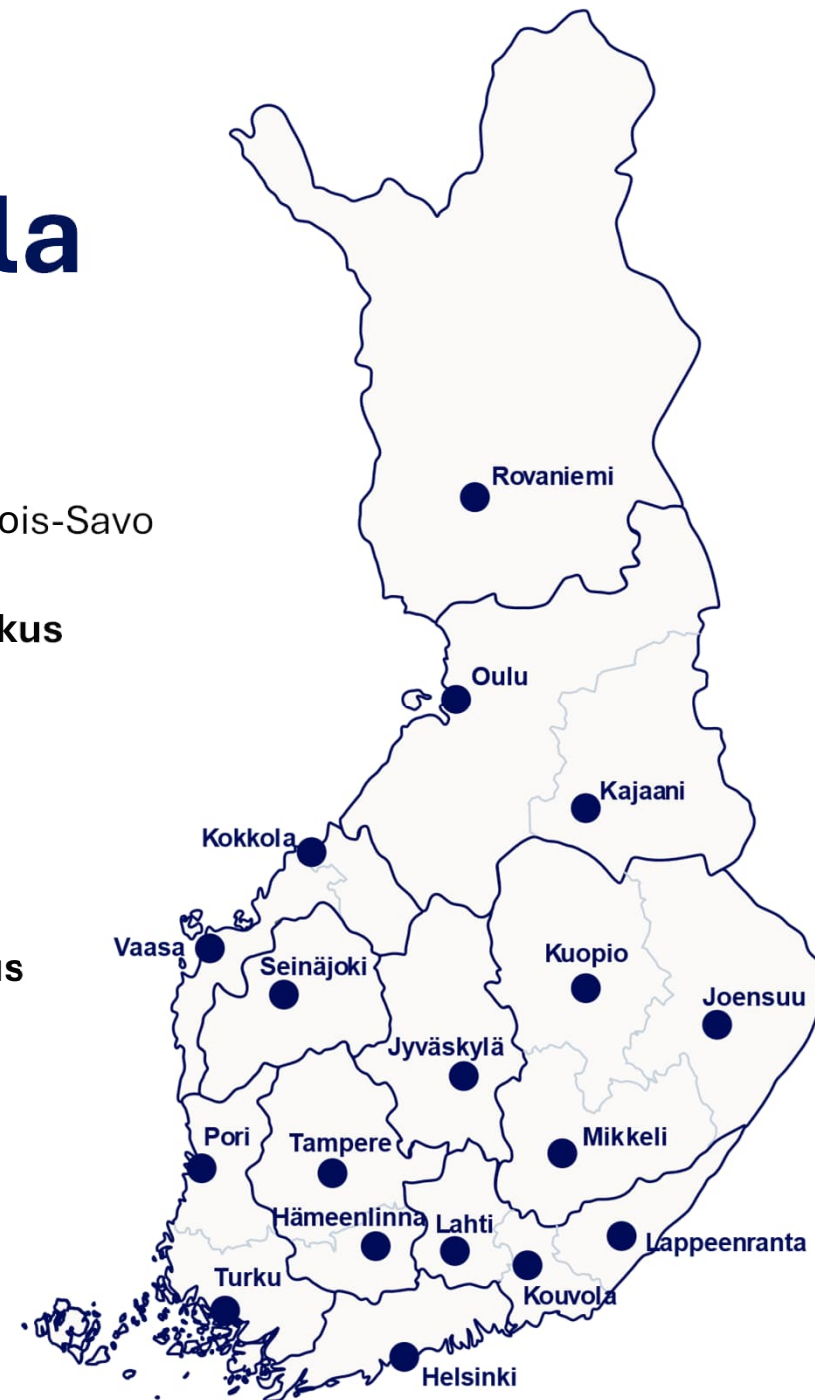 la
Rovaniemi
ois-Savo
kus
Oulu
Kajaani
Kokkola
Vaasa
Kuopio
Seinäjoki
us
Joensuu
Jyväskylä
Pori
Tampere
Mikkeli
Hämeenlinna
Lahti
Lappeenranta
Turku
Kouvola
Helsinki